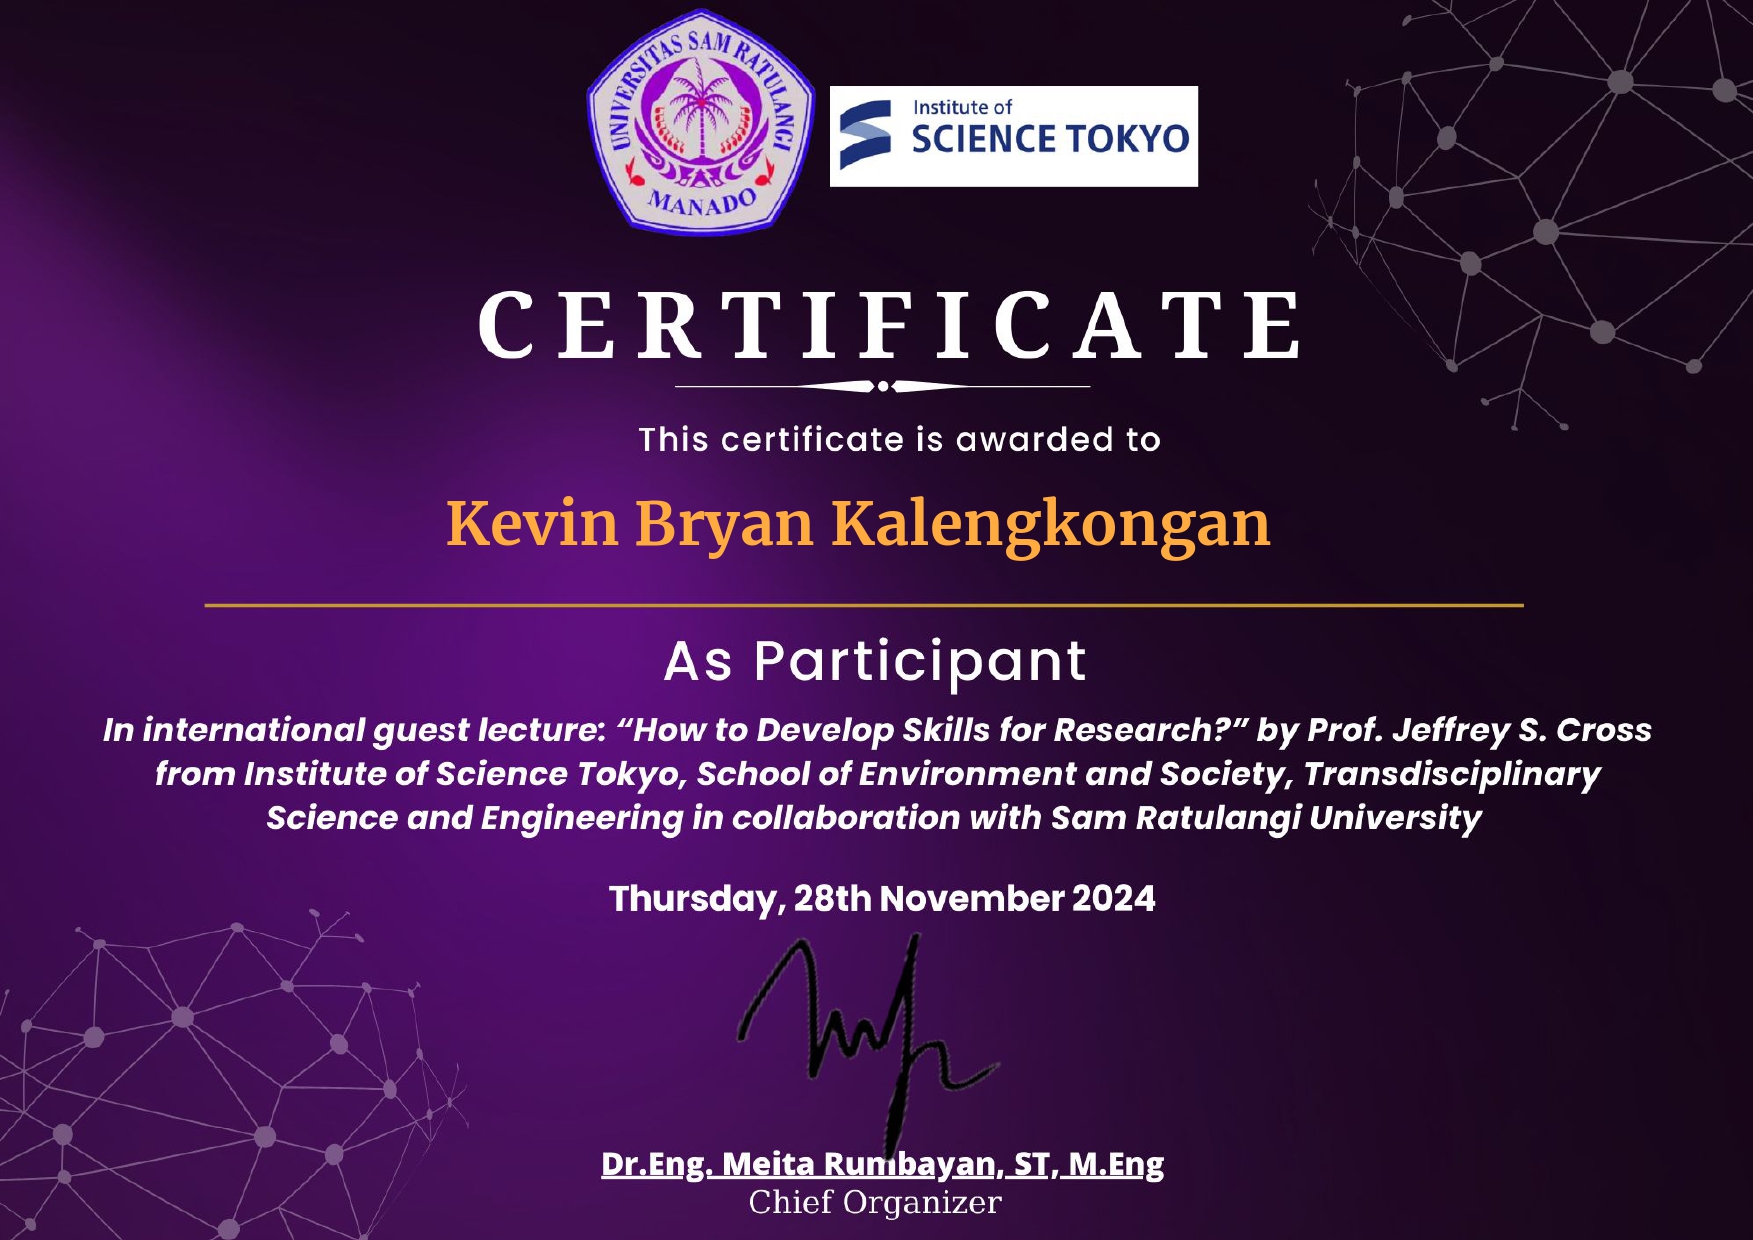 UNIVERSITAS SAM RATULANGI
MANADO
Institute of
SCIENCE TOKYO
CERTIFICATE
This certificate is awarded to
Kevin Bryan Kalengkongan
As Participant
In international guest lecture: “How to Develop Skills for Research?” by Prof. Jeffrey S. Cross
from Institute of Science Tokyo, School of Environment and Society, Transdisciplinary
Science and Engineering in collaboration with Sam Ratulangi University
Thursday, 28th November 2024
Dr.Eng. Meita Rumbayan, ST, M.Eng
Chief Organizer